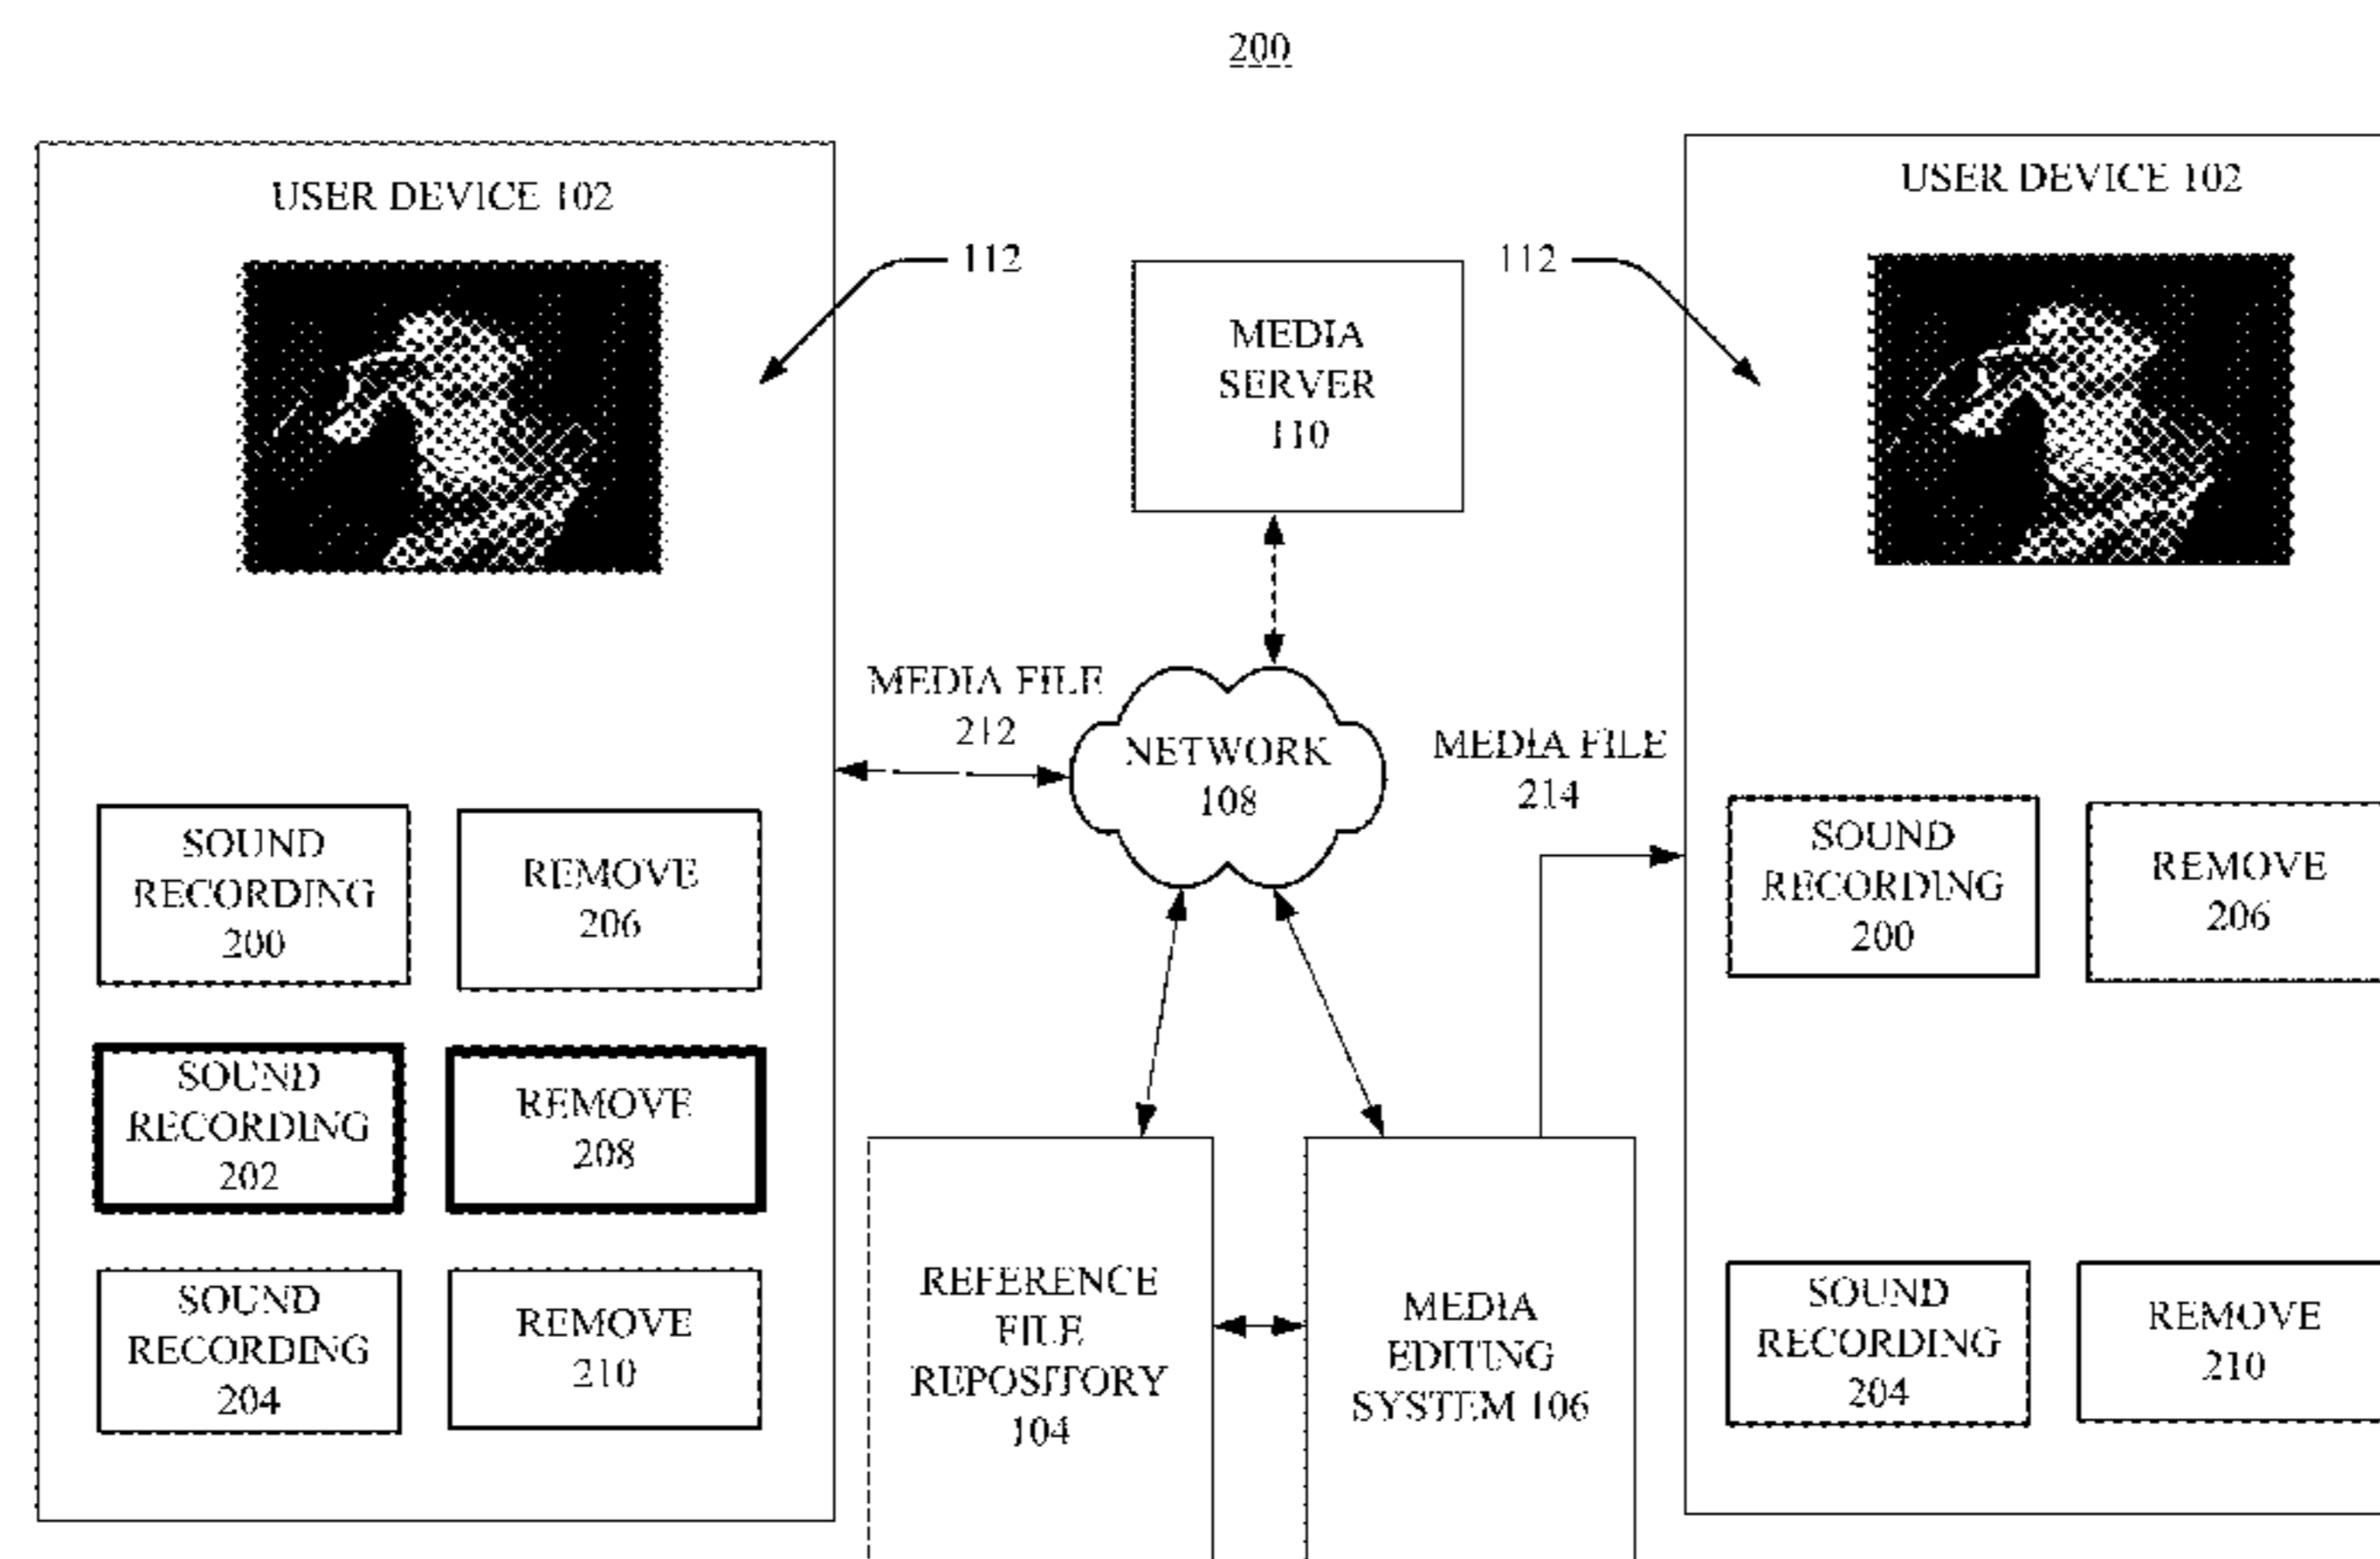 200
USER DEVICE 102
112
SOUND
RECORDING
200
REMOVE
206
SOUND
RECORDING
202
REMOVE
208
SOUND
RECORDING
204
REMOVE
210
MEDIA
SERVER
110
MEDIA FILE
212
NETWORK
108
MEDIA FILE
214
REFERENCE
FILE
REPOSITORY
104
MEDIA
EDITING
SYSTEM 106
112
USER DEVICE 102
SOUND
RECORDING
200
REMOVE
206
SOUND
RECORDING
204
REMOVE
210